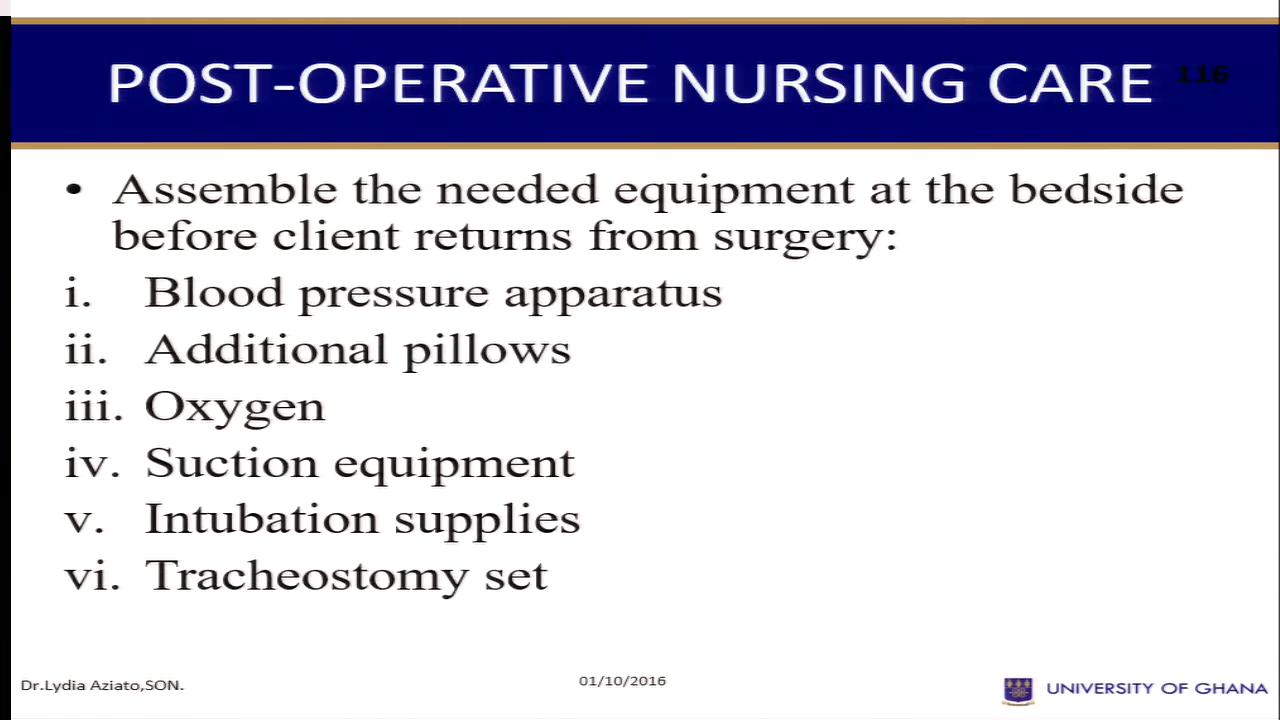 POST-OPERATIVE NURSING CARE 116
• Assemble the needed equipment at the bedside
before client returns from surgery:
i. Blood pressure apparatus
ii. Additional pillows
iii. Oxygen
iv. Suction equipment
v. Intubation supplies
vi. Tracheostomy set
Dr.Lydia Aziato,SON. 01/10/2016 UNIVERSITY OF GHANA